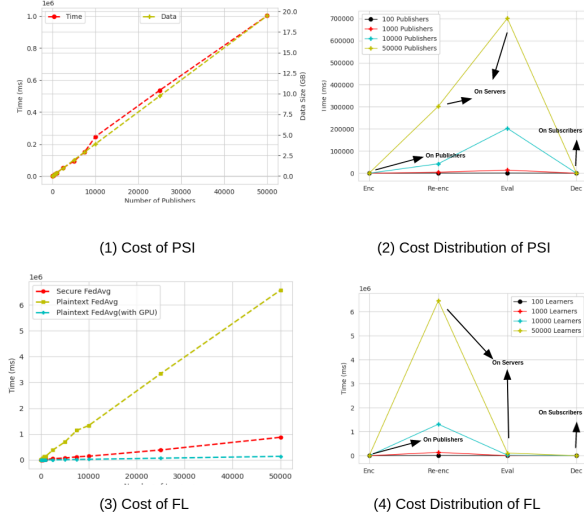 1e6
Time
Data
1.0
0.8
0.6
0.4
0.2
0.0
Time (ms)
20.0
17.5
15.0
12.5
10.0
7.5
5.0
2.5
0.0
Data Size (GB)
0
10000
20000
30000
40000
50000
Number of Publishers
(1) Cost of PSI
100 Publishers
1000 Publishers
10000 Publishers
50000 Publishers
700000
600000
500000
400000
300000
200000
100000
0
Time (ms)
On Servers
On Subscribers
On Publishers
Enc
Re-enc
Eval
Dec
(2) Cost Distribution of PSI
1e6
Secure FedAvg
Plaintext FedAvg
Plaintext FedAvg(with GPU)
6
5
4
3
2
1
0
Time (ms)
0
10000
20000
30000
40000
50000
(3) Cost of FL
1e6
100 Learners
1000 Learners
10000 Learners
50000 Learners
6
5
4
3
2
1
0
Time (ms)
On Servers
On Subscribers
On Publishers
Enc
Re-enc
Eval
Dec
(4) Cost Distribution of FL